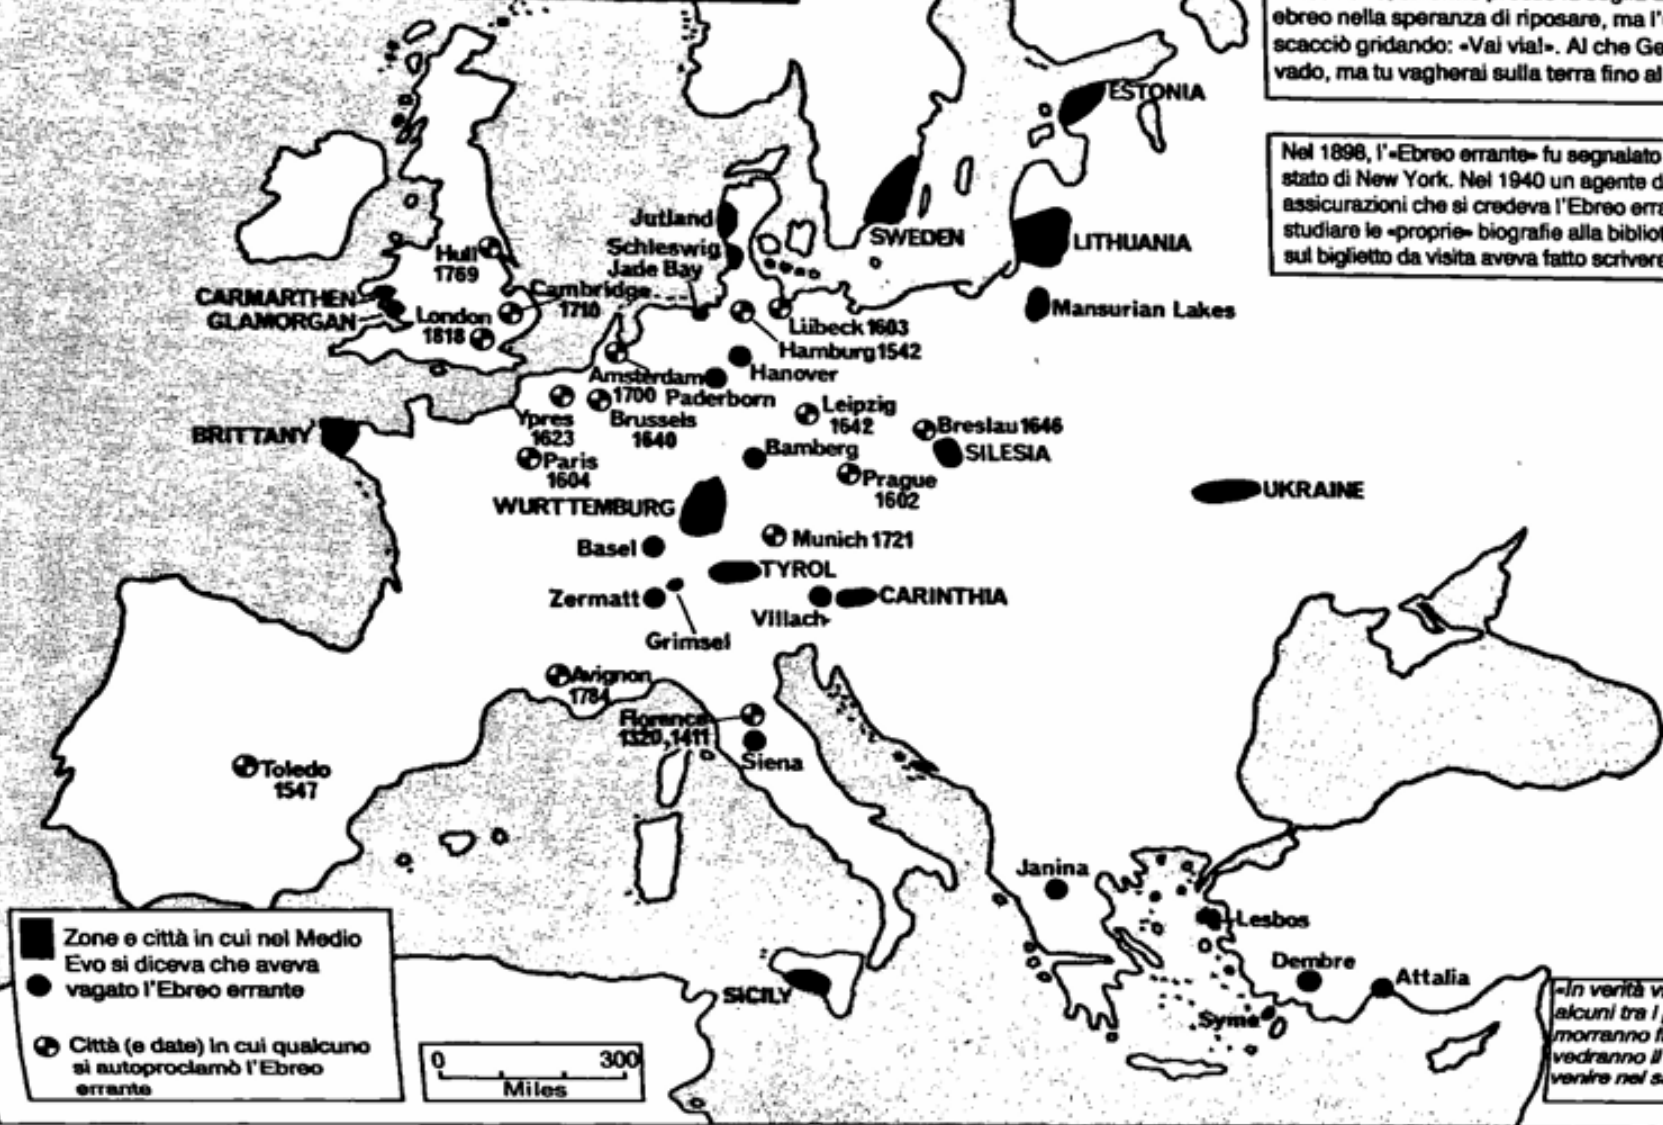 ebreo nella speranza di riposare, ma l'
scacciò gridando: «Vai via!». Al che Ge
vado, ma tu vagherai sulla terra fino al
ESTONIA
Nel 1898, l'«Ebreo errante» fu segnalato
stato di New York. Nel 1940 un agente d
assicurazioni che si credeva l'Ebreo erra
studiare le «proprie» biografie alla bibliot
sul biglietto da visita aveva fatto scrivere
Jutland
SWEDEN
LITHUANIA
Schleswig
Hull
1769
Jade Bay
CARMARTHEN
GLAMORGAN
Cambridge
1710
London
1818
Mansurian Lakes
Lübeck 1603
Hamburg 1542
Hanover
Amsterdam
1700
Paderborn
Ypres
1623
Brussels
1640
Leipzig
1642
Breslau 1646
BRITTANY
Bamberg
SILESIA
Paris
1604
Prague
1602
UKRAINE
WURTTEMBURG
Basel
Munich 1721
TYROL
Zermatt
CARINTHIA
Villach
Grimsel
Avignon
1784
Florence
1320, 1411
Siena
Toledo
1547
Janina
Lesbos
Dembre
Attalia
SICILY
Syme
Zone e città in cui nel Medio
Evo si diceva che aveva
vagato l'Ebreo errante
Città (e date) in cui qualcuno
si autoproclamò l'Ebreo
errante
0 300
Miles
«In verità v
alcuni tra i
morranno f
vedranno il
venire nel s